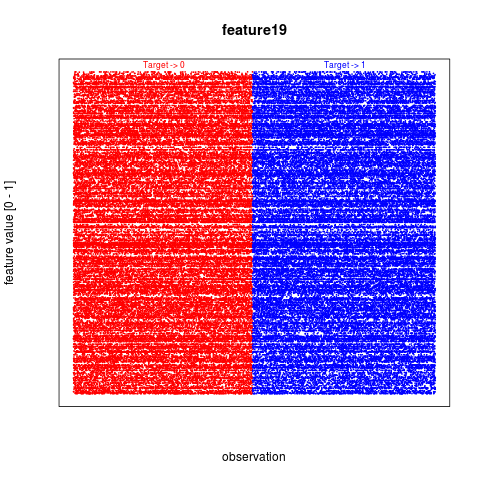 feature19
Target -> 0
Target -> 1
feature value [0 - 1]
observation